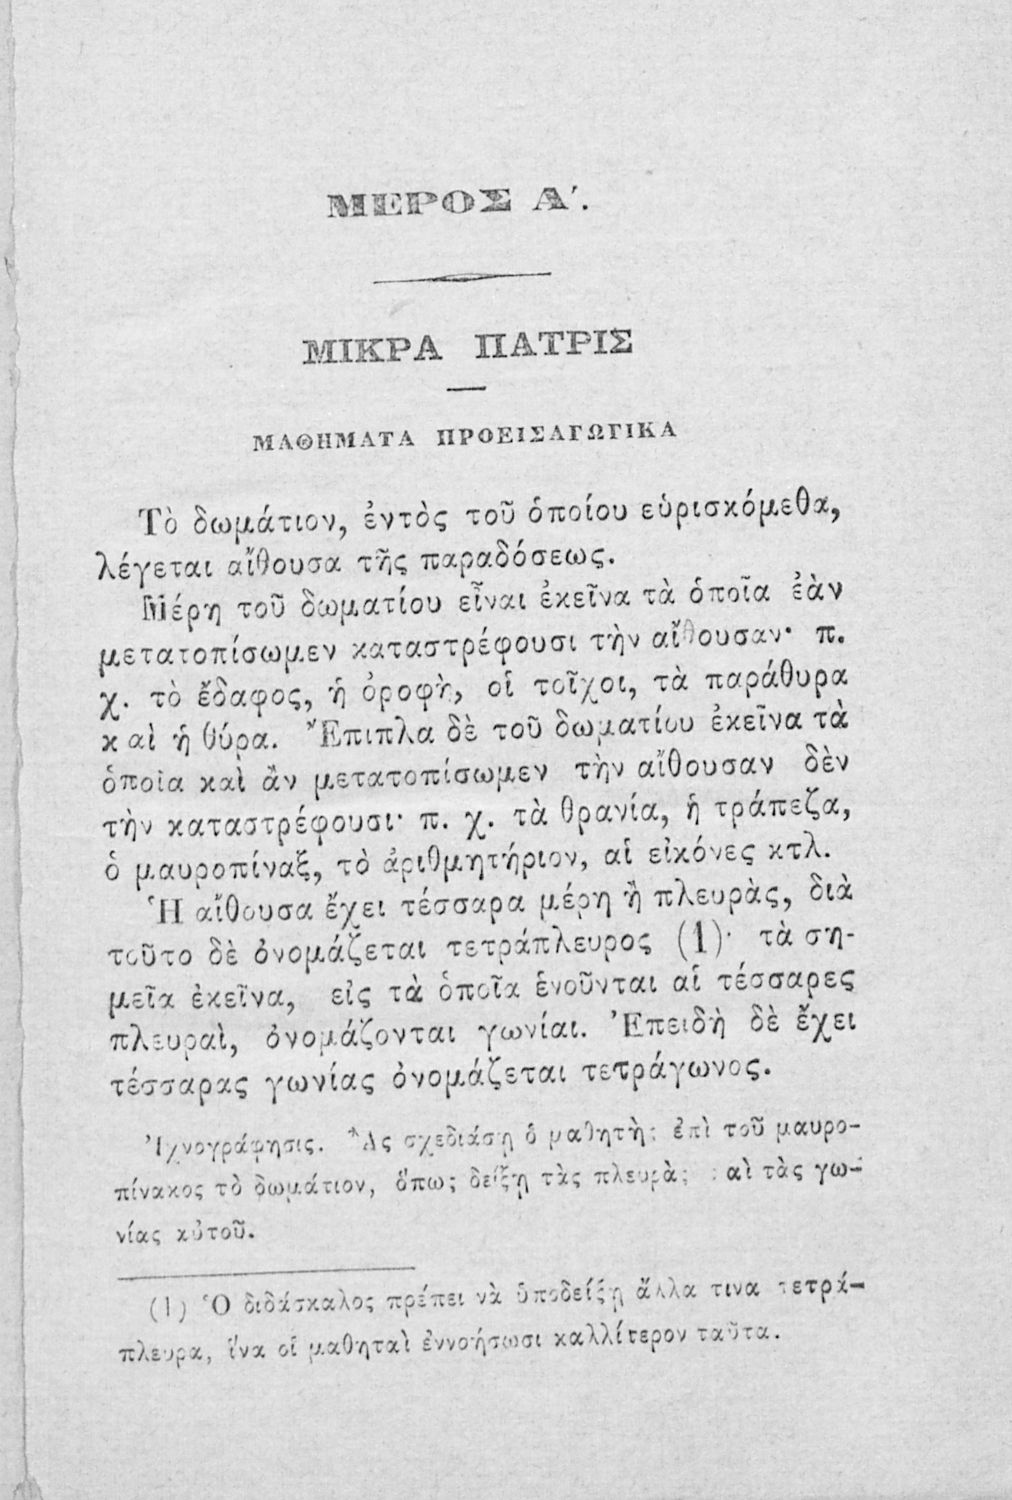 ΜΕΡΟΣ Α΄.
ΜΙΚΡΑ ΠΑΤΡΙΣ
ΜΑΘΗΜΑΤΑ ΠΡΟΕΙΣΑΓΩΓΙΚΑ
Τὸ δωμάτιον, ἐντὸς τοῦ ὁποίου εὑρισκόμεθα,
λέγεται αἴθουσα τῆς παραδόσεως.
Μέρη τοῦ δωματίου εἶναι ἐκεῖνα τὰ ὁποῖα ἐὰν
μετατοπίσωμεν καταστρέφουσι τὴν αἴθουσαν· π.
χ. τὸ ἔδαφος, ἡ ὀροφὴ, οἱ τοῖχοι, τὰ παράθυρα
καὶ ἡ θύρα. Ἔπιπλα δὲ τοῦ δωματίου ἐκεῖνα τὰ
ὁποῖα καὶ ἂν μετατοπίσωμεν τὴν αἴθουσαν δὲν
τὴν καταστρέφουσι· π. χ. τὰ θρανία, ἡ τράπεζα,
ὁ μαυροπίναξ, τὸ ἀριθμητήριον, αἱ εἰκόνες κτλ.
Ἡ αἴθουσα ἔχει τέσσαρα μέρη ἢ πλευρὰς, διὰ
τοῦτο δὲ ὀνομάζεται τετράπλευρος (1)· τὰ ση-
μεῖα ἐκεῖνα, εἰς τὰ ὁποῖα ἑνοῦνται αἱ τέσσαρες
πλευραὶ, ὀνομάζονται γωνίαι. Ἐπειδὴ δὲ ἔχει
τέσσαρας γωνίας ὀνομάζεται τετράγωνος.
Ἰχνογράφησις. Ἂς σχεδιάσῃ ὁ μαθητὴς ἐπὶ τοῦ μαυρο-
πίνακος τὸ δωμάτιον, ὅπως δείξῃ τὰς πλευρὰς καὶ τὰς γω-
νίας αὐτοῦ.
(1) Ὁ διδάσκαλος πρέπει νὰ ὑποδείξῃ ἄλλα τινα τετρά-
πλευρα, ἵνα οἱ μαθηταὶ ἐννοήσωσι καλλίτερον ταῦτα.